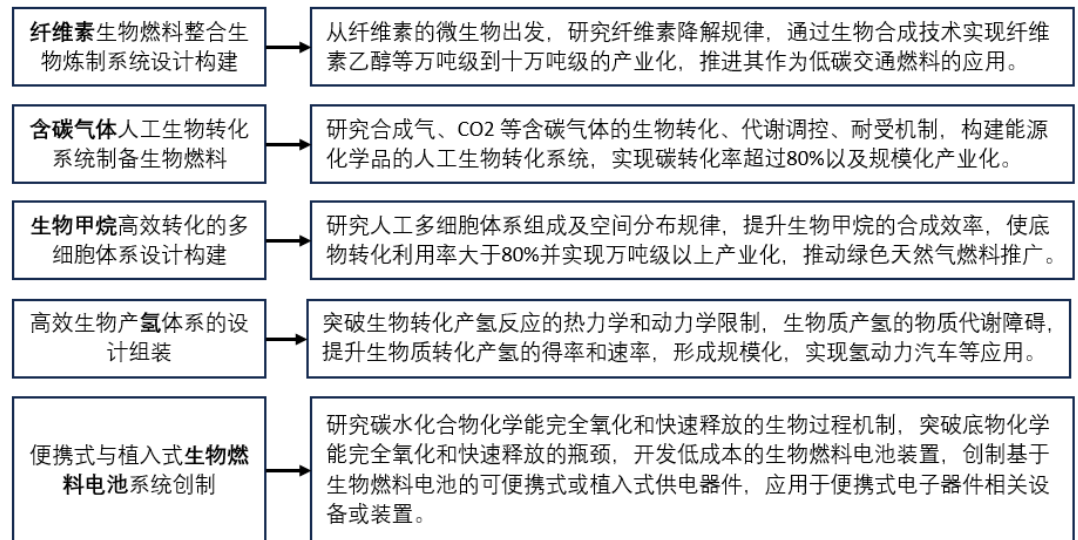 纤维素生物燃料整合生
物炼制系统设计构建
从纤维素的微生物出发，研究纤维素降解规律，通过生物合成技术实现纤维
素乙醇等万吨级到十万吨级的产业化，推进其作为低碳交通燃料的应用。
含碳气体人工生物转化
系统制备生物燃料
研究合成气、CO2 等含碳气体的生物转化、代谢调控、耐受机制，构建能源
化学品的人工生物转化系统，实现碳转化率超过80%以及规模化产业化。
生物甲烷高效转化的多
细胞体系设计构建
研究人工多细胞体系组成及空间分布规律，提升生物甲烷的合成效率，使底
物转化利用率大于80%并实现万吨级以上产业化，推动绿色天然气燃料推广。
高效生物产氢体系的设
计组装
突破生物转化产氢反应的热力学和动力学限制，生物质产氢的物质代谢障碍，
提升生物质转化产氢的得率和速率，形成规模化，实现氢动力汽车等应用。
便携式与植入式生物燃
料电池系统创制
研究碳水化合物化学能完全氧化和快速释放的生物过程机制，突破底物化学
能完全氧化和快速释放的瓶颈，开发低成本的生物燃料电池装置，创制基于
生物燃料电池的可便携式或植入式供电器件，应用于便携式电子器件相关设
备或装置。